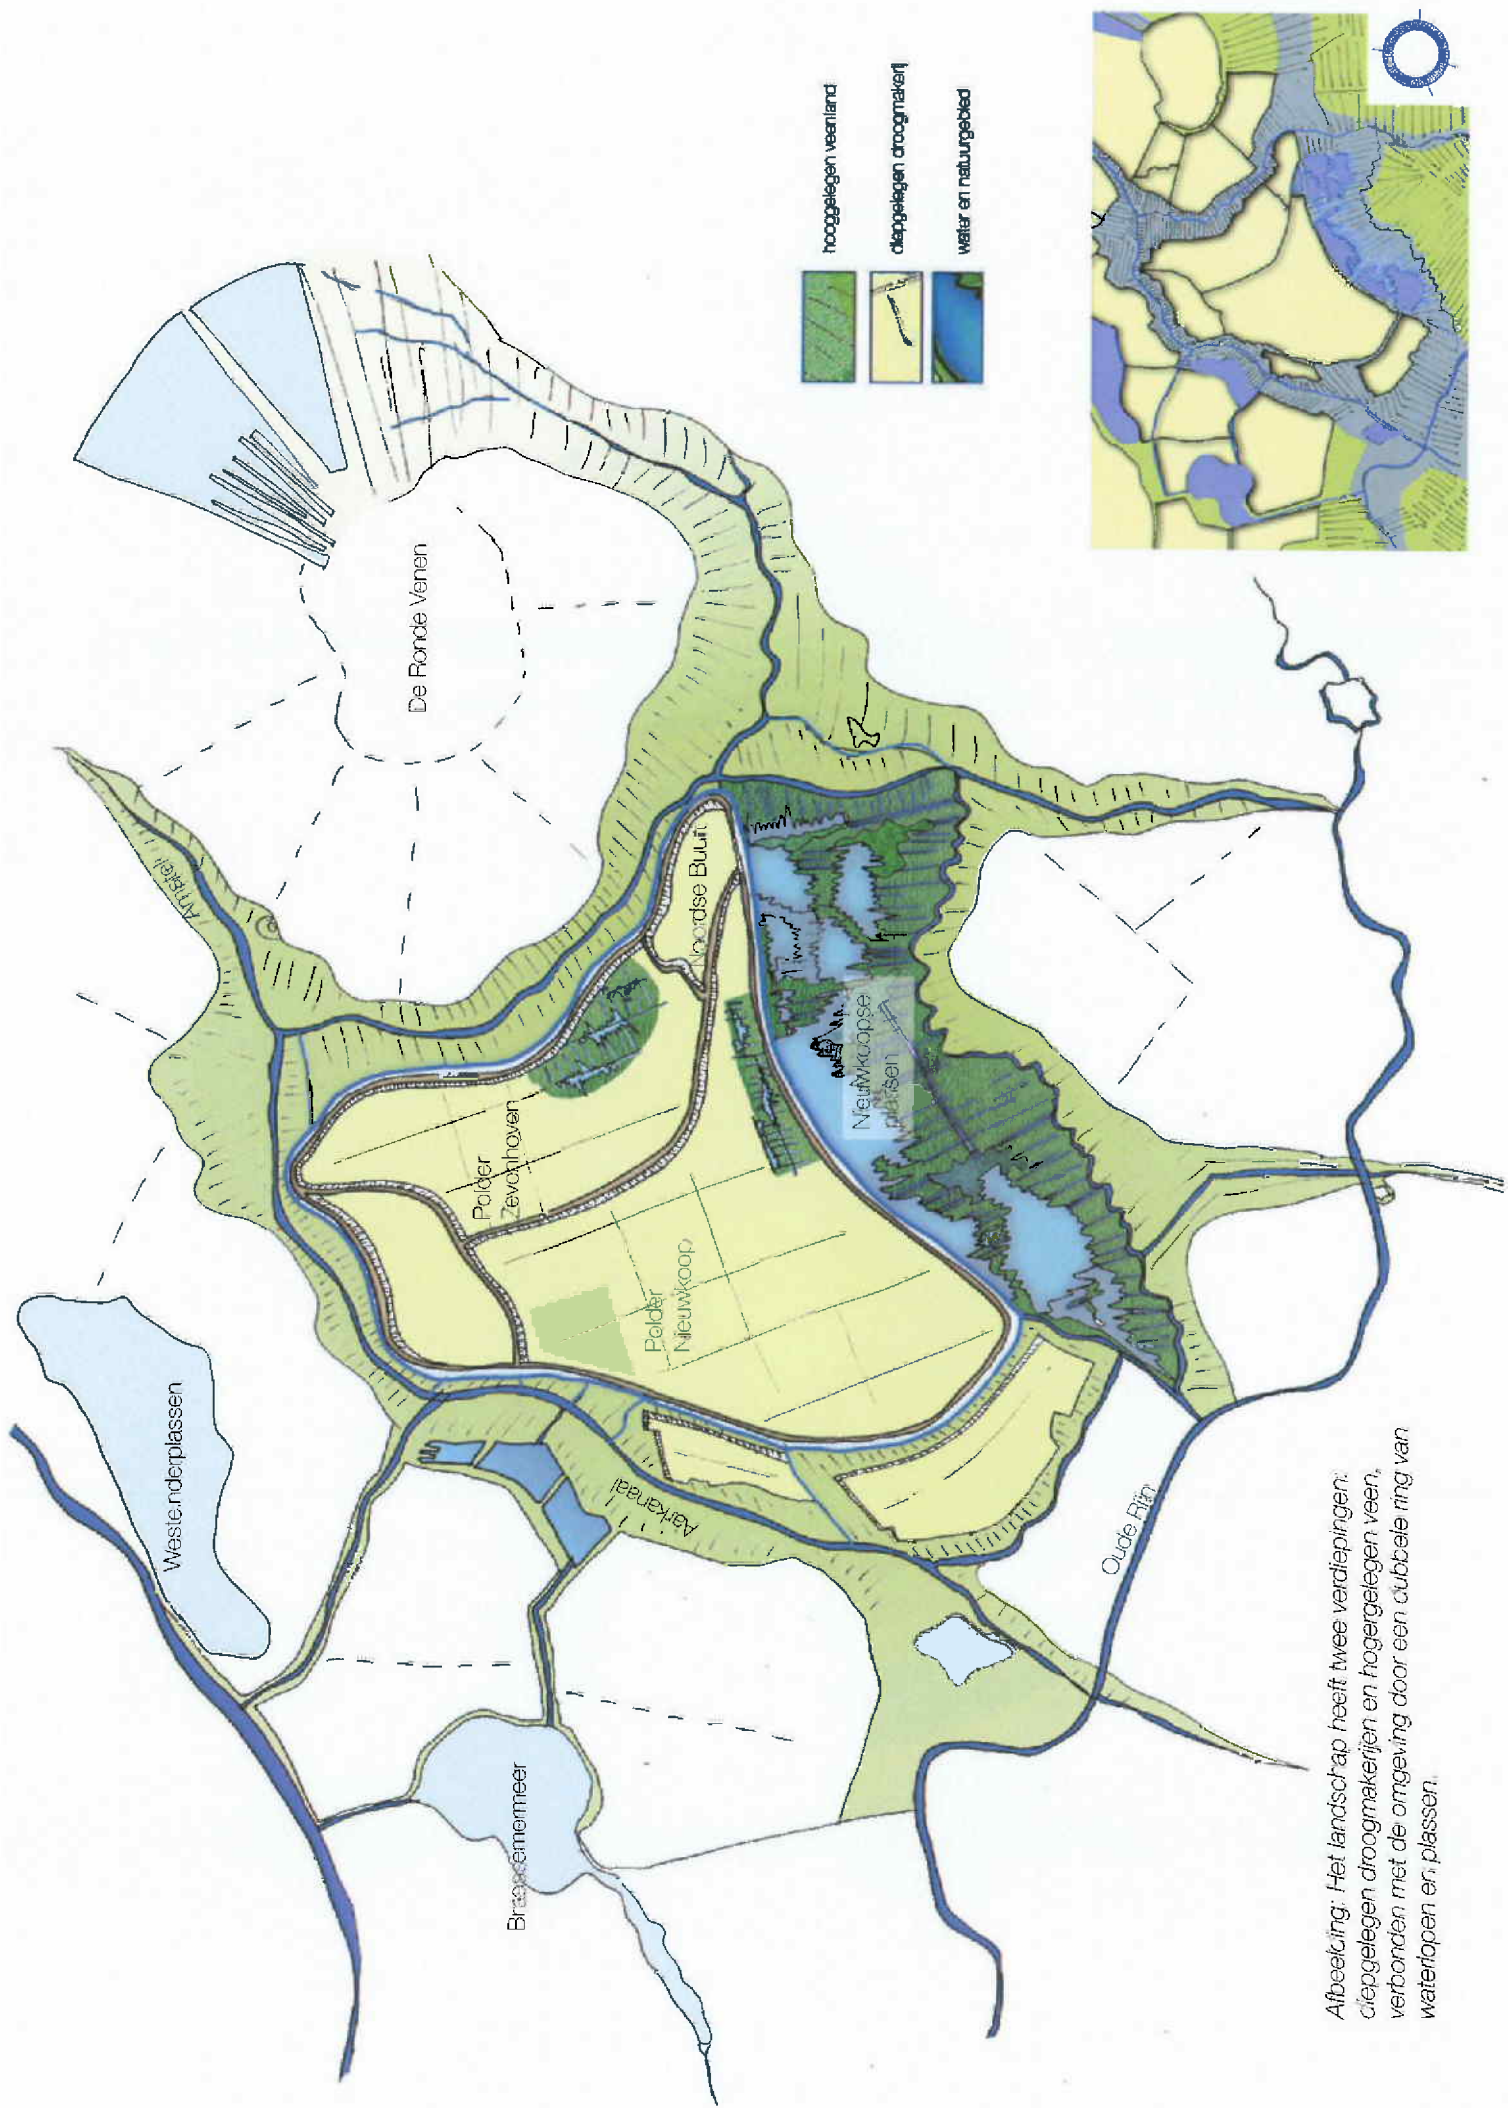 hooggelegen veenland
diepgelegen droogmakerij
water en natuurgebied
De Ronde Venen
Amstel
Noordse Buurt
Polder
Zevenhoven
Nieuwkoopse
plassen
Polder
Nieuwkoop
Westeinderplassen
Aarkanaal
Oude Rijn
Braassemermeer
Afbeelding: Het landschap heeft twee verdiepingen:
diepgelegen droogmakerijen en hogergelegen veen,
verbonden met de omgeving door een dubbele ring van
waterlopen en plassen.